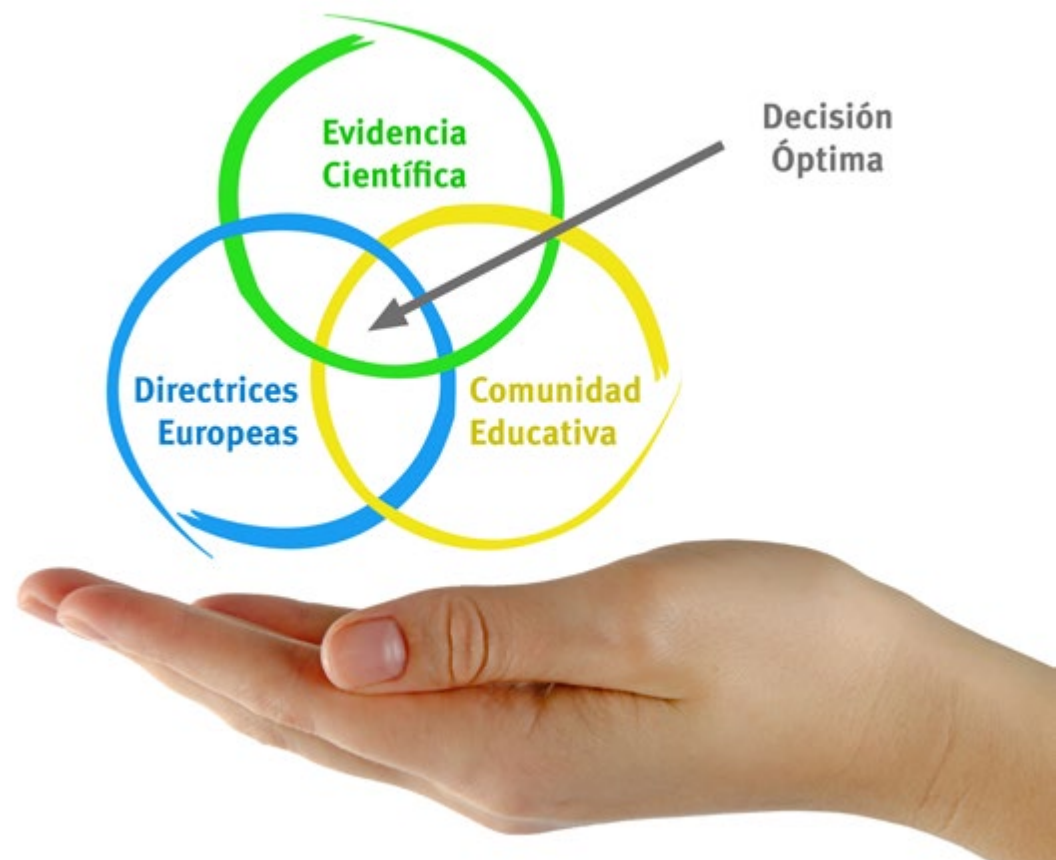 Evidencia
Científica
Decisión
Óptima
Directrices
Europeas
Comunidad
Educativa